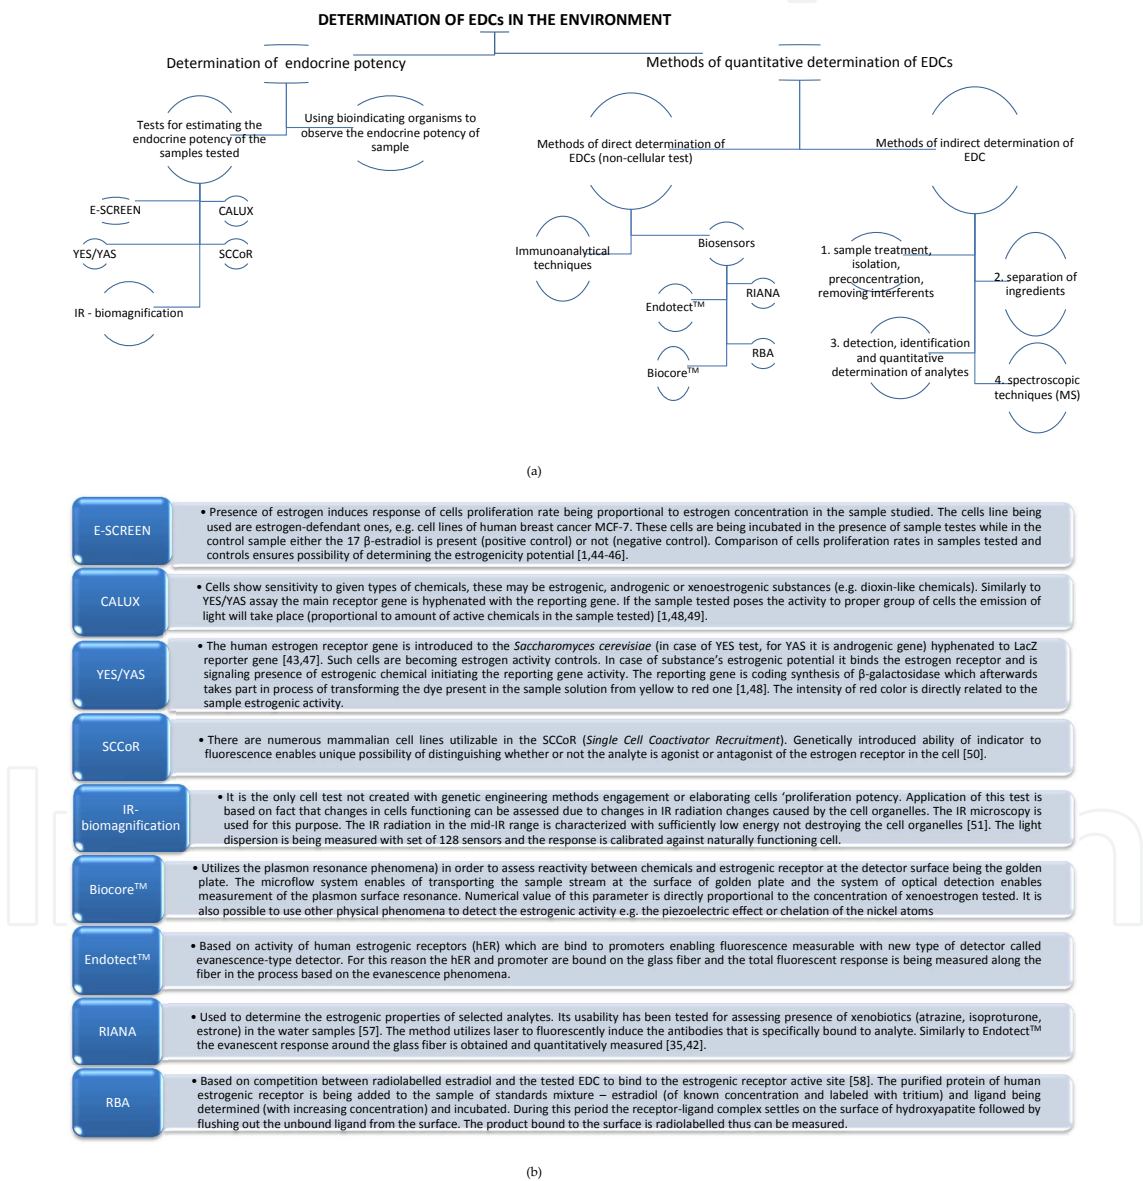 DETERMINATION OF EDCs IN THE ENVIRONMENT
Determination of endocrine potency
Methods of quantitative determination of EDCs
Tests for estimating the
endocrine potency of the
samples tested
Using bioindicating organisms to
observe the endocrine potency of
sample
Methods of direct determination of
EDCs (non-cellular test)
Methods of indirect determination of
EDC
E-SCREEN
CALUX
YES/YAS
SCCoR
IR - biomagnification
Immunoanalytical
techniques
Biosensors
Endotect™
RIANA
Biocore™
RBA
1. sample treatment,
isolation,
preconcentration,
removing interferents
2. separation of
ingredients
3. detection, identification
and quantitative
determination of analytes
4. spectroscopic
techniques (MS)
(a)
E-SCREEN
• Presence of estrogen induces response of cells proliferation rate being proportional to estrogen concentration in the sample studied. The cells line being
used are estrogen-defendant ones, e.g. cell lines of human breast cancer MCF-7. These cells are being incubated in the presence of sample testes while in the
control sample either the 17 β-estradiol is present (positive control) or not (negative control). Comparison of cells proliferation rates in samples tested and
controls ensures possibility of determining the estrogenicity potential [1,44-46].
CALUX
• Cells show sensitivity to given types of chemicals, these may be estrogenic, androgenic or xenoestrogenic substances (e.g. dioxin-like chemicals). Similarly to
YES/YAS assay the main receptor gene is hyphenated with the reporting gene. If the sample tested poses the activity to proper group of cells the emission of
light will take place (proportional to amount of active chemicals in the sample tested) [1,48,49].
YES/YAS
• The human estrogen receptor gene is introduced to the Saccharomyces cerevisiae (in case of YES test, for YAS it is androgenic gene) hyphenated to LacZ
reporter gene [43,47]. Such cells are becoming estrogen activity controls. In case of substance's estrogenic potential it binds the estrogen receptor and is
signaling presence of estrogenic chemical initiating the reporting gene activity. The reporting gene is coding synthesis of β-galactosidase which afterwards
takes part in process of transforming the dye present in the sample solution from yellow to red one [1,48]. The intensity of red color is directly related to the
sample estrogenic activity.
SCCoR
• There are numerous mammalian cell lines utilizable in the SCCoR (Single Cell Coactivator Recruitment). Genetically introduced ability of indicator to
fluorescence enables unique possibility of distinguishing whether or not the analyte is agonist or antagonist of the estrogen receptor in the cell [50].
IR-
biomagnification
• It is the only cell test not created with genetic engineering methods engagement or elaborating cells 'proliferation potency. Application of this test is
based on fact that changes in cells functioning can be assessed due to changes in IR radiation changes caused by the cell organelles. The IR microscopy is
used for this purpose. The IR radiation in the mid-IR range is characterized with sufficiently low energy not destroying the cell organelles [51]. The light
dispersion is being measured with set of 128 sensors and the response is calibrated against naturally functioning cell.
Biocore™
• Utilizes the plasmon resonance phenomena) in order to assess reactivity between chemicals and estrogenic receptor at the detector surface being the golden
plate. The microflow system enables of transporting the sample stream at the surface of golden plate and the system of optical detection enables
measurement of the plasmon surface resonance. Numerical value of this parameter is directly proportional to the concentration of xenoestrogen tested. It is
also possible to use other physical phenomena to detect the estrogenic activity e.g. the piezoelectric effect or chelation of the nickel atoms
Endotect™
• Based on activity of human estrogenic receptors (hER) which are bind to promoters enabling fluorescence measurable with new type of detector called
evanescence-type detector. For this reason the hER and promoter are bound on the glass fiber and the total fluorescent response is being measured along the
fiber in the process based on the evanescence phenomena.
RIANA
• Used to determine the estrogenic properties of selected analytes. Its usability has been tested for assessing presence of xenobiotics (atrazine, isoproturone,
estrone) in the water samples [57]. The method utilizes laser to fluorescently induce the antibodies that is specifically bound to analyte. Similarly to Endotect™
the evanescent response around the glass fiber is obtained and quantitatively measured [35,42].
RBA
• Based on competition between radiolabelled estradiol and the tested EDC to bind to the estrogenic receptor active site [58]. The purified protein of human
estrogenic receptor is being added to the sample of standards mixture – estradiol (of known concentration and labeled with tritium) and ligand being
determined (with increasing concentration) and incubated. During this period the receptor-ligand complex settles on the surface of hydroxyapatite followed by
flushing out the unbound ligand from the surface. The product bound to the surface is radiolabelled thus can be measured.
(b)